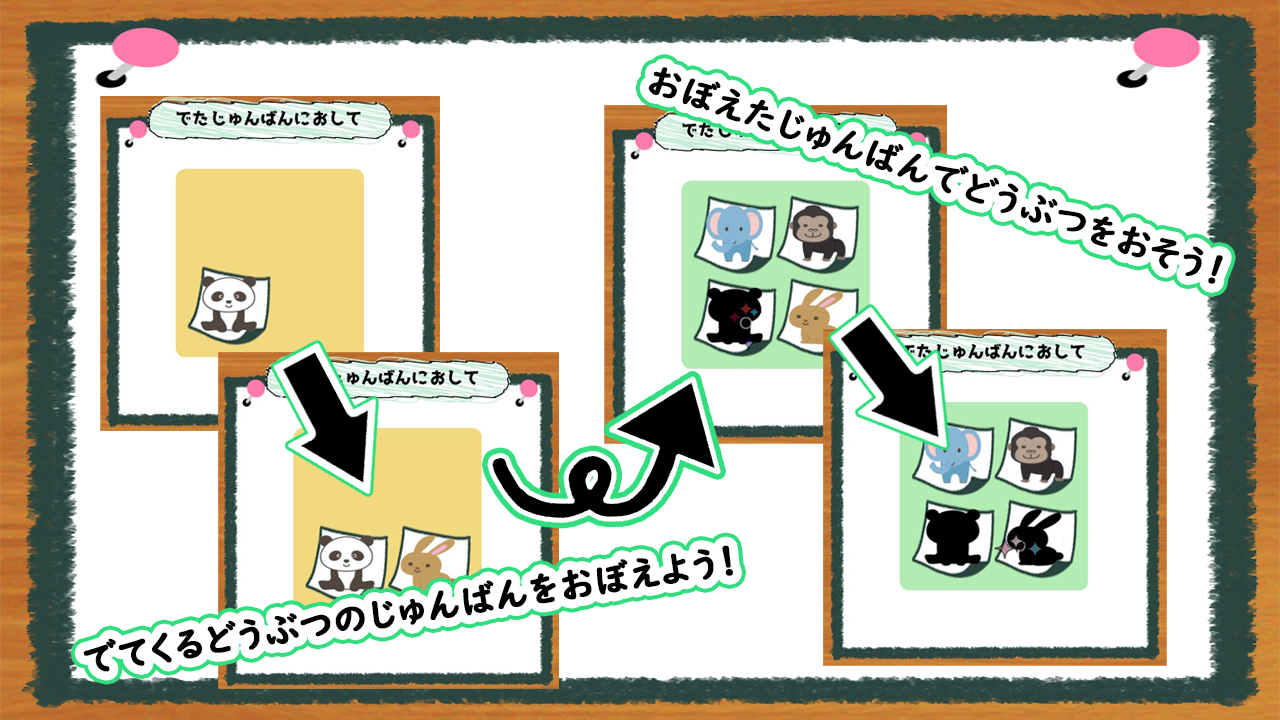 でたじゅんばんにおして
でたじ
おぼえたじゅんばんでどうぶつをおそう!
ゅんばんにおして
でたじゅんばんにおして
でてくるどうぶつのじゅんばんをおぼえよう!